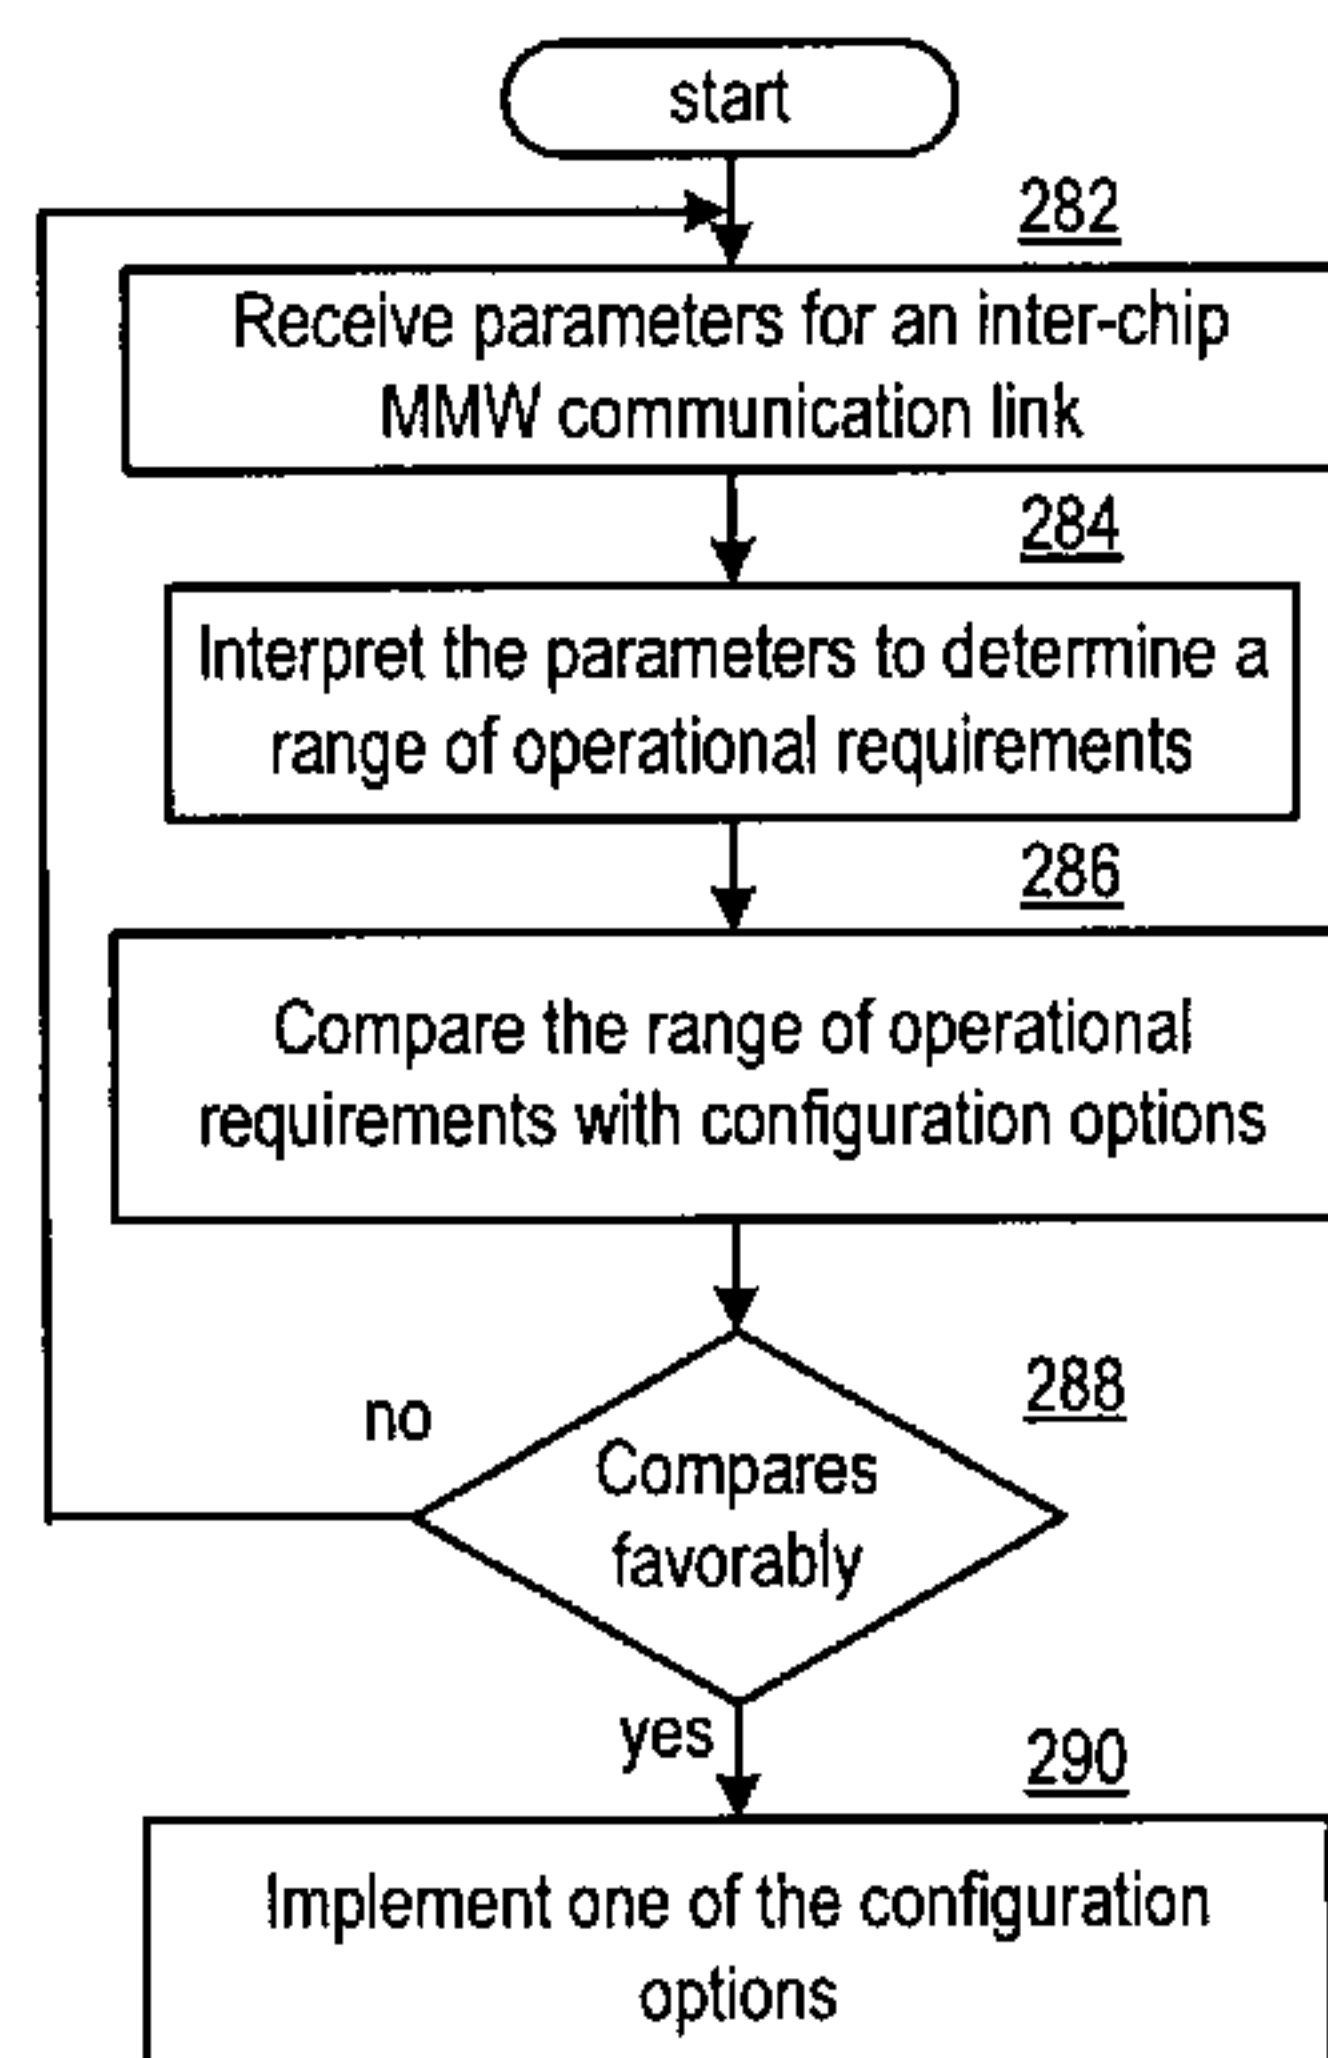 start
282
Receive parameters for an inter-chip
MMW communication link
284
Interpret the parameters to determine a
range of operational requirements
286
Compare the range of operational
requirements with configuration options
288
no
Compares
favorably
yes
290
Implement one of the configuration
options